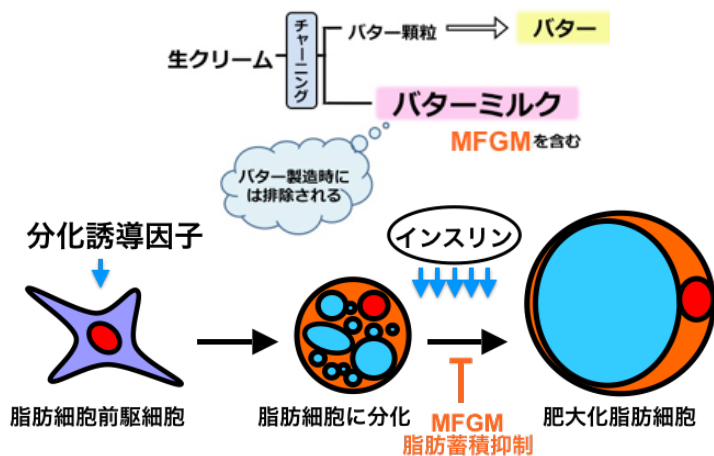 生クリーム
チャーニング
バター顆粒
バター
バターミルク
MFGMを含む
バター製造時に
は排除される
分化誘導因子
インスリン
脂肪細胞前駆細胞
脂肪細胞に分化
MFGM
脂肪蓄積抑制
肥大化脂肪細胞